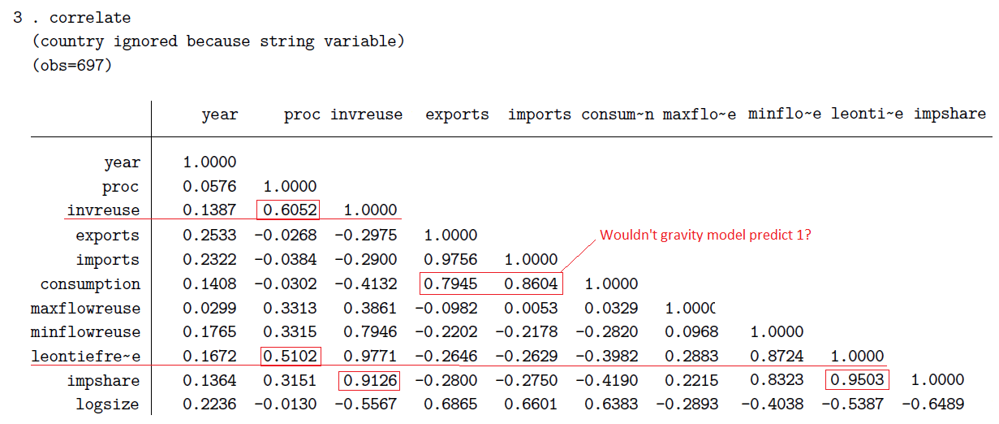 3 . correlate
(country ignored because string variable)
(obs=697)
year proc invreuse exports imports consum~n maxflo~e minflo~e leonti~e impshare
year 1.0000
proc 0.0576 1.0000
invreuse 0.1387 0.6052 1.0000
exports 0.2533 -0.0268 -0.2975 1.0000
Wouldn't gravity model predict 1?
imports 0.2322 -0.0384 -0.2900 0.9756 1.0000
consumption 0.1408 -0.0302 -0.4132 0.7945 0.8604 1.0000
maxflowreuse 0.0299 0.3313 0.3861 -0.0982 0.0053 0.0329 1.000
minflowreuse 0.1765 0.3315 0.7946 -0.2202 -0.2178 -0.2820 0.0968 1.0000
leontiefre~e 0.1672 0.5102 0.9771 -0.2646 -0.2629 -0.3982 0.2883 0.8724 1.0000
impshare 0.1364 0.3151 0.9126 -0.2800 -0.2750 -0.4190 0.2215 0.8323 0.9503 1.0000
logsize 0.2236 -0.0130 -0.5567 0.6865 0.6601 0.6383 -0.2893 -0.4038 -0.5387 -0.6489